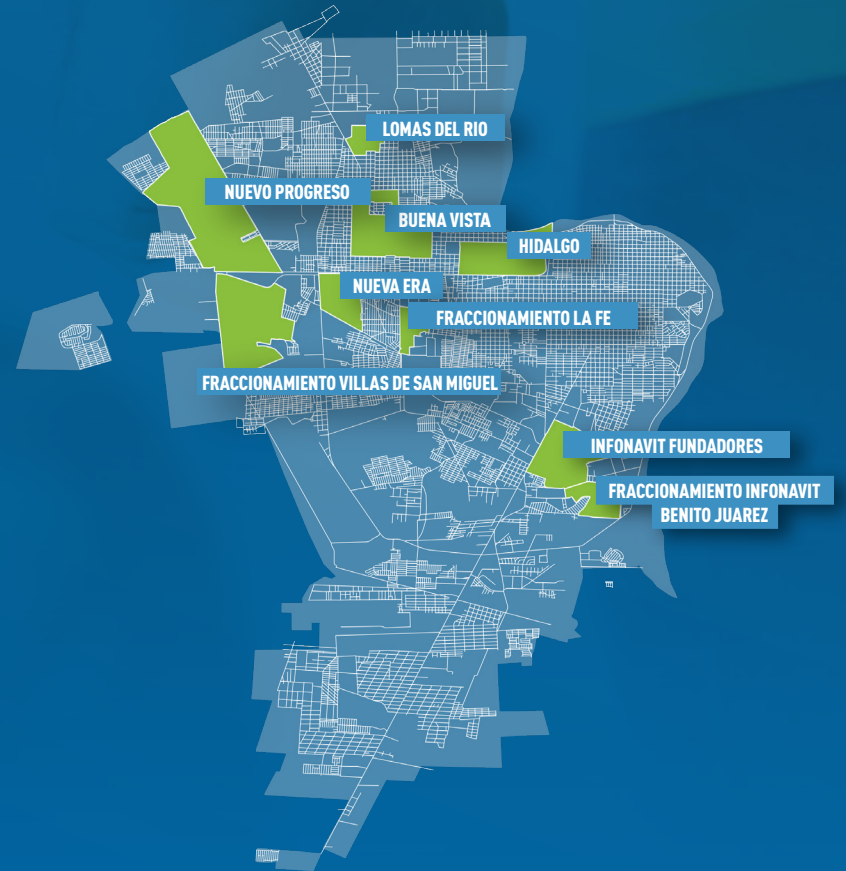 LOMAS DEL RIO
NUEVO PROGRESO
BUENA VISTA
HIDALGO
NUEVA ERA
FRACCIONAMIENTO LA FE
FRACCIONAMIENTO VILLAS DE SAN MIGUEL
INFONAVIT FUNDADORES
FRACCIONAMIENTO INFONAVIT
BENITO JUAREZ